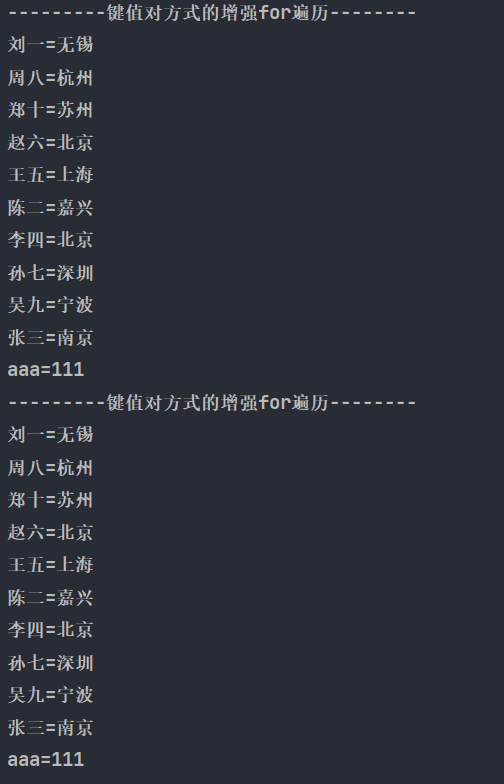 ---------键值对方式的增强for遍历--------
刘一=无锡
周八=杭州
郑十=苏州
赵六=北京
王五=上海
陈二=嘉兴
李四=北京
孙七=深圳
吴九=宁波
张三=南京
aaa=111
---------键值对方式的增强for遍历--------
刘一=无锡
周八=杭州
郑十=苏州
赵六=北京
王五=上海
陈二=嘉兴
李四=北京
孙七=深圳
吴九=宁波
张三=南京
aaa=111